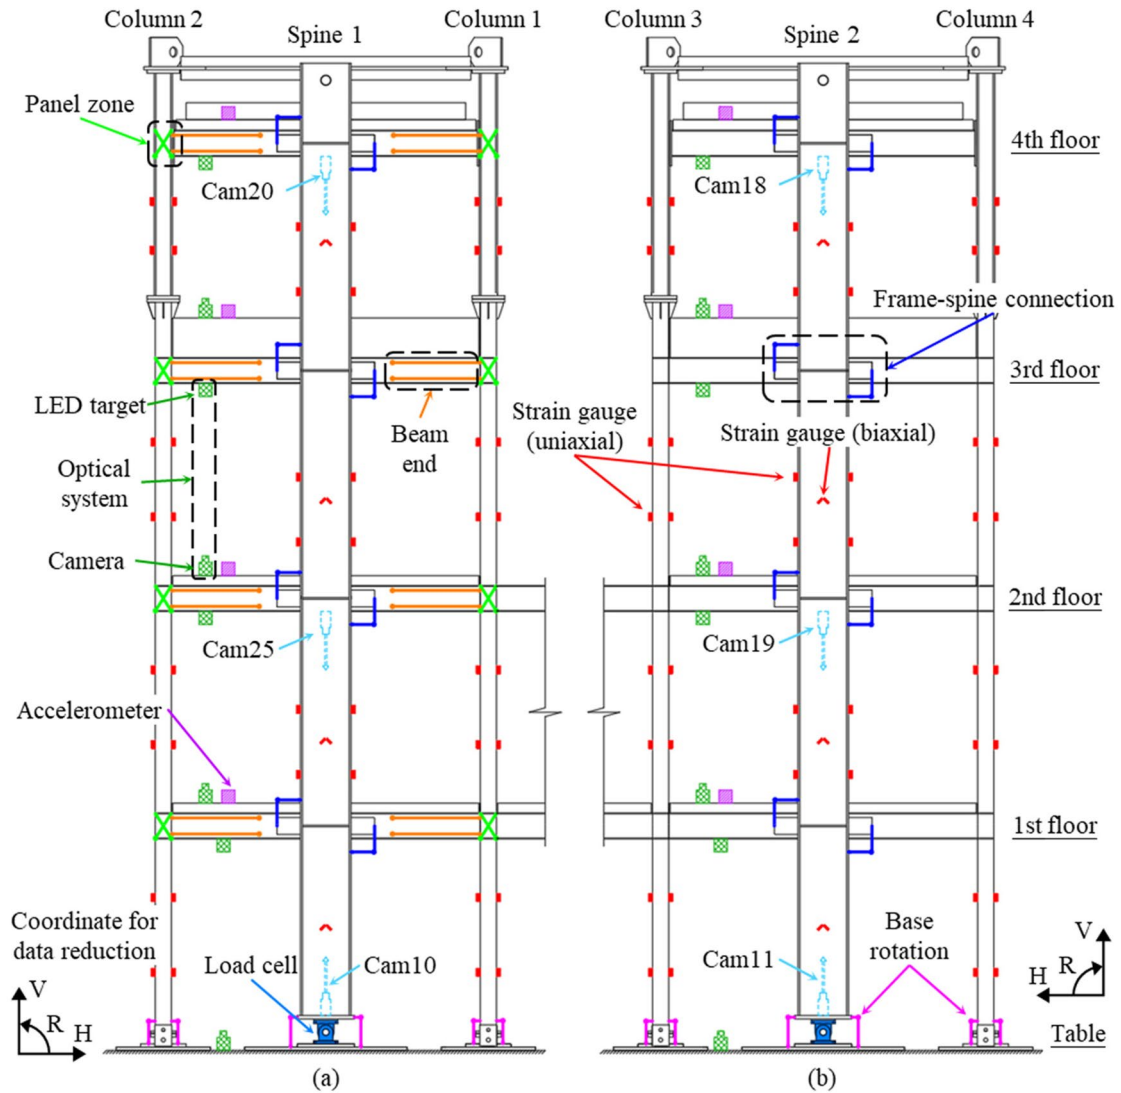 Column 2
Spine 1
Column 1
Column 3
Spine 2
Column 4
Panel zone
4th floor
Cam20
Cam18
Frame-spine connection
3rd floor
LED target
Beam
end
Strain gauge
(uniaxial)
Strain gauge (biaxial)
Optical
system
Camera
2nd floor
Cam25
Cam19
Accelerometer
1st floor
Coordinate for
data reduction
Load cell
Cam10
Cam11
Base
rotation
V
R
H
V
H
R
Table
(a)
(b)